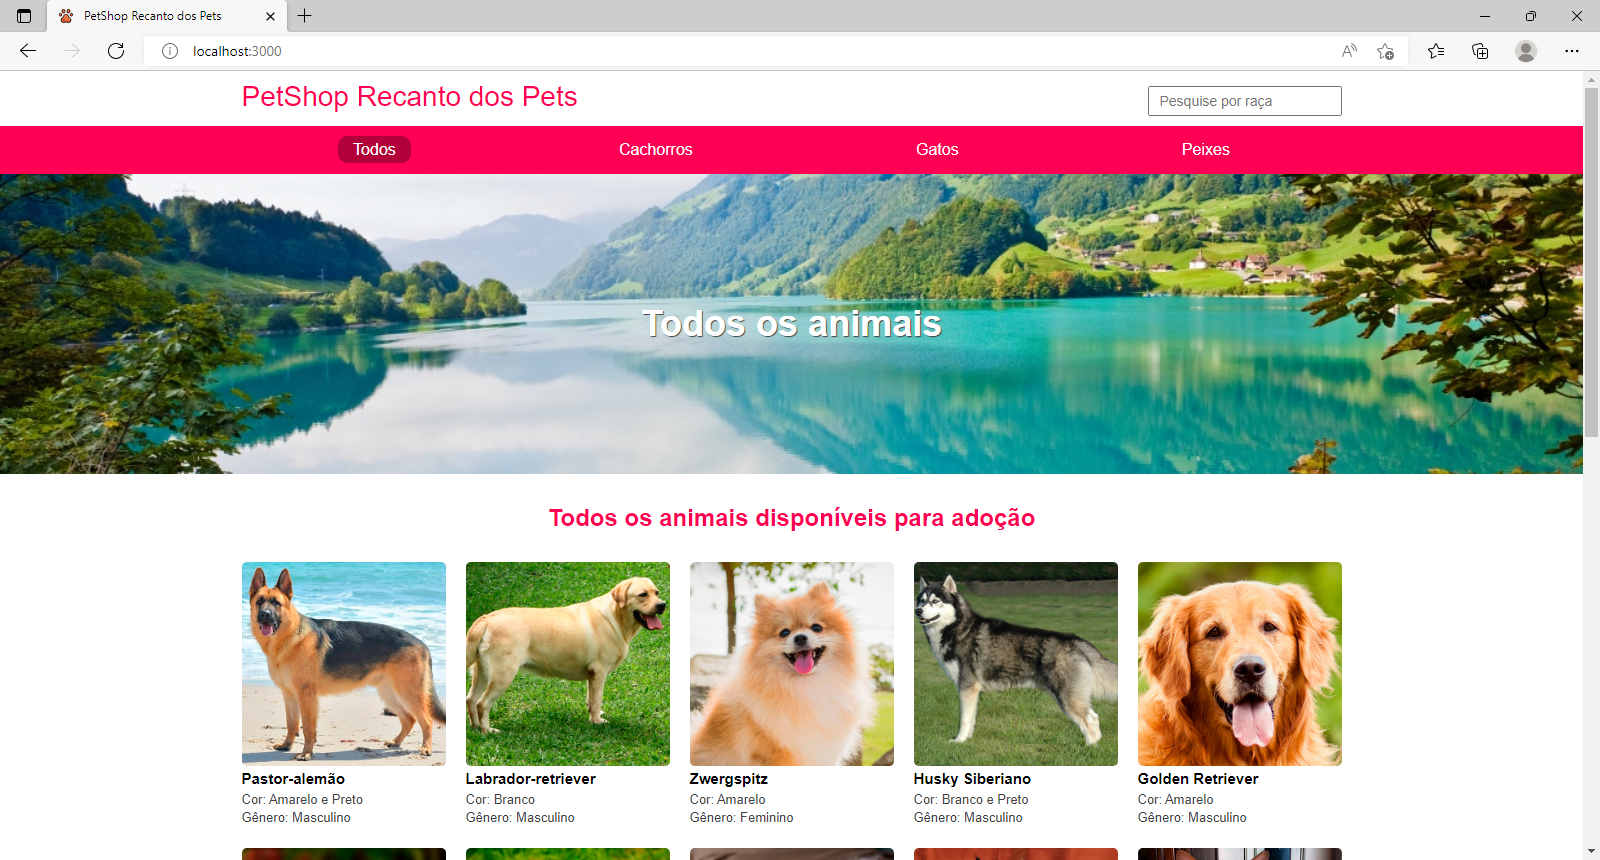 PetShop Recanto dos Pets
localhost:3000
PetShop Recanto dos Pets
Pesquise por raça
Todos Cachorros Gatos Peixes
Todos os animais
Todos os animais disponíveis para adoção
Pastor-alemão
Cor: Amarelo e Preto
Gênero: Masculino
Labrador-retriever
Cor: Branco
Gênero: Masculino
Zwergspitz
Cor: Amarelo
Gênero: Feminino
Husky Siberiano
Cor: Branco e Preto
Gênero: Masculino
Golden Retriever
Cor: Amarelo
Gênero: Masculino